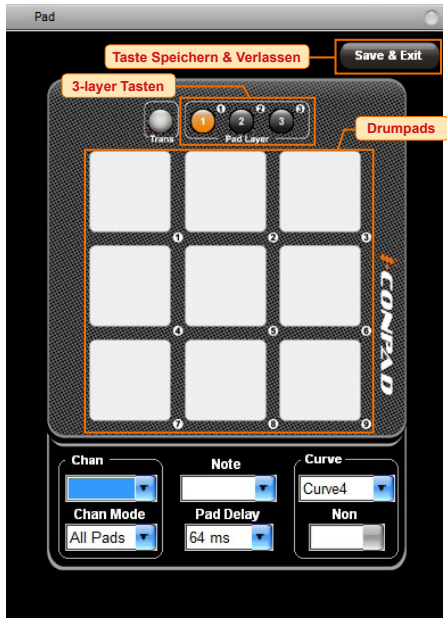 Pad
Taste Speichern & Verlassen
Save & Exit
3-layer Tasten
1 2 3
1 2 3
Trans
Pad Layer
Drumpads
1 2 3
4 5 6
7 8 9
i-CONPAD
Chan
Note
Curve
Curve4
Chan Mode
Pad Delay
Non
All Pads
64 ms